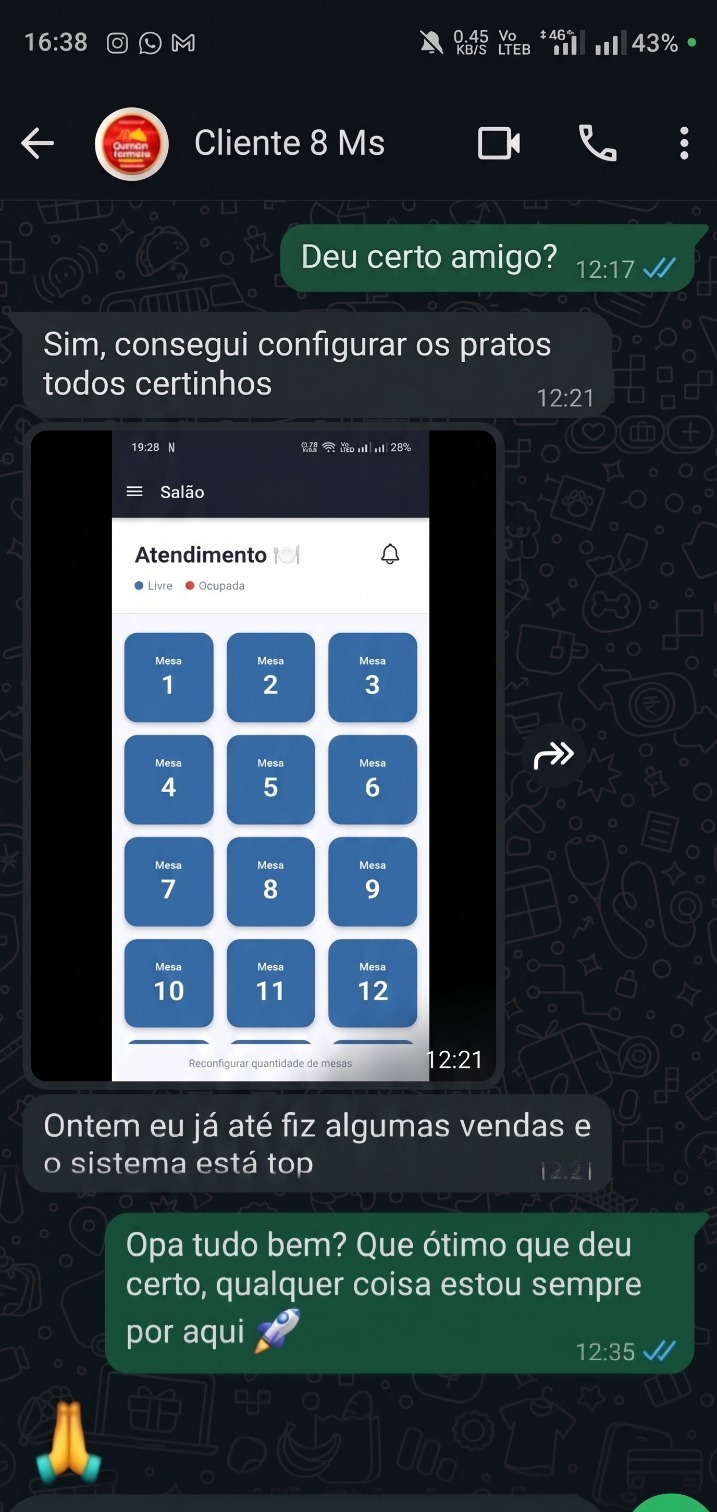 16:38
0.45 KB/S
Vo LTEB
46
43%
Cliente 8 Ms
Deu certo amigo?
12:17
Sim, consegui configurar os pratos
todos certinhos
12:21
19:28 N
28%
Salão
Atendimento
Livre Ocupada
Mesa Mesa Mesa
1 2 3
Mesa Mesa Mesa
4 5 6
Mesa Mesa Mesa
7 8 9
Mesa Mesa Mesa
10 11 12
Reconfigurar quantidade de mesas
12:21
Ontem eu já até fiz algumas vendas e
o sistema está top
Opa tudo bem? Que ótimo que deu
certo, qualquer coisa estou sempre
por aqui 🚀
12:35
🙏